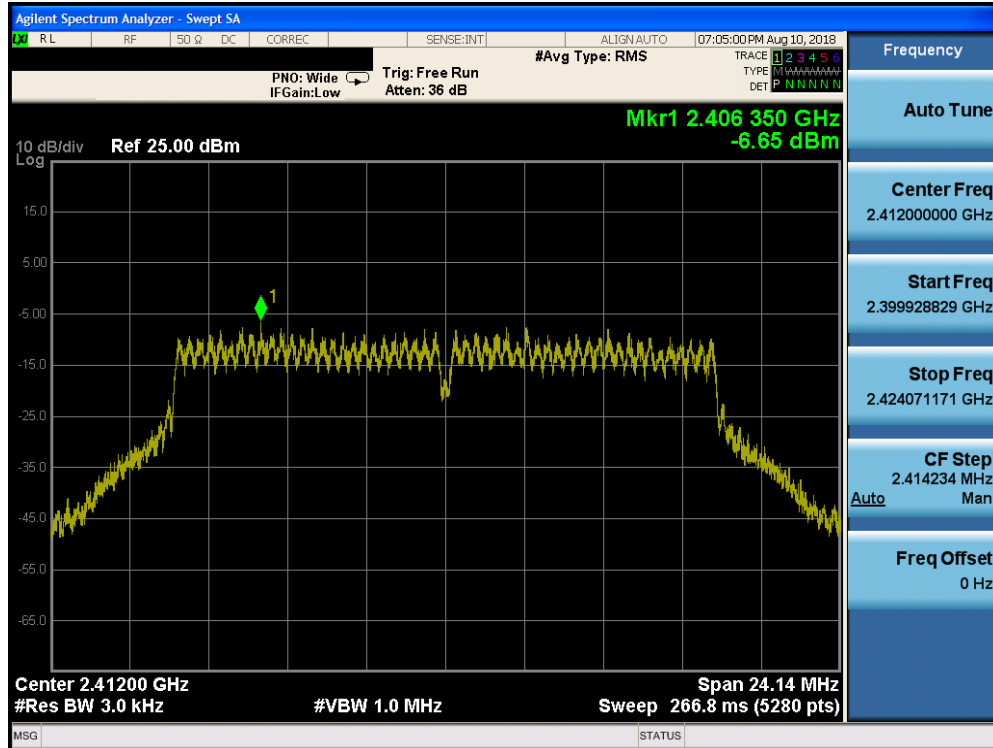 Agilent Spectrum Analyzer - Swept SA
LXI RL RF 50 Ω DC CORREC SENSE:INT ALIGN AUTO 07:05:00 PM Aug 10, 2018
Frequency
PNO: Wide
IFGain:Low
Trig: Free Run
Atten: 36 dB
#Avg Type: RMS
TRACE 1 2 3 4 5 6
TYPE M WWWWW
DET P N N N N N
Auto Tune
Mkr1 2.406 350 GHz
-6.65 dBm
10 dB/div
Log
Ref 25.00 dBm
15.0
5.00
-5.00
-15.0
-25.0
-35.0
-45.0
-55.0
-65.0
1
Center Freq
2.412000000 GHz
Start Freq
2.399928829 GHz
Stop Freq
2.424071171 GHz
CF Step
2.414234 MHz
Auto Man
Freq Offset
0 Hz
Center 2.41200 GHz Span 24.14 MHz
#Res BW 3.0 kHz #VBW 1.0 MHz Sweep 266.8 ms (5280 pts)
MSG STATUS